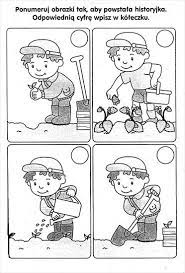 Ponumeruj obrazki tak, aby powstała historyjka.
Odpowiednią cyfrę wpisz w kółeczku.